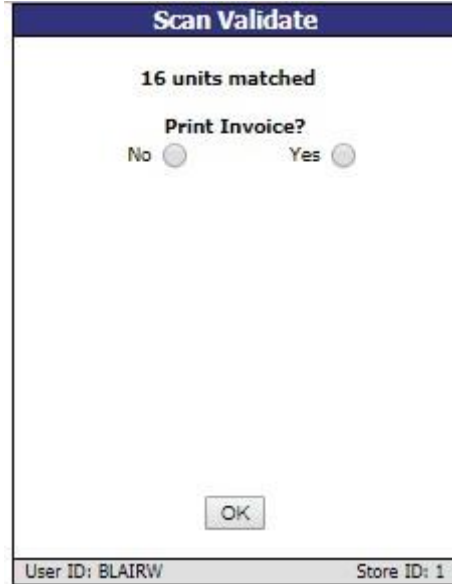 Scan Validate
16 units matched
Print Invoice?
No Yes
OK
User ID: BLAIRW Store ID: 1